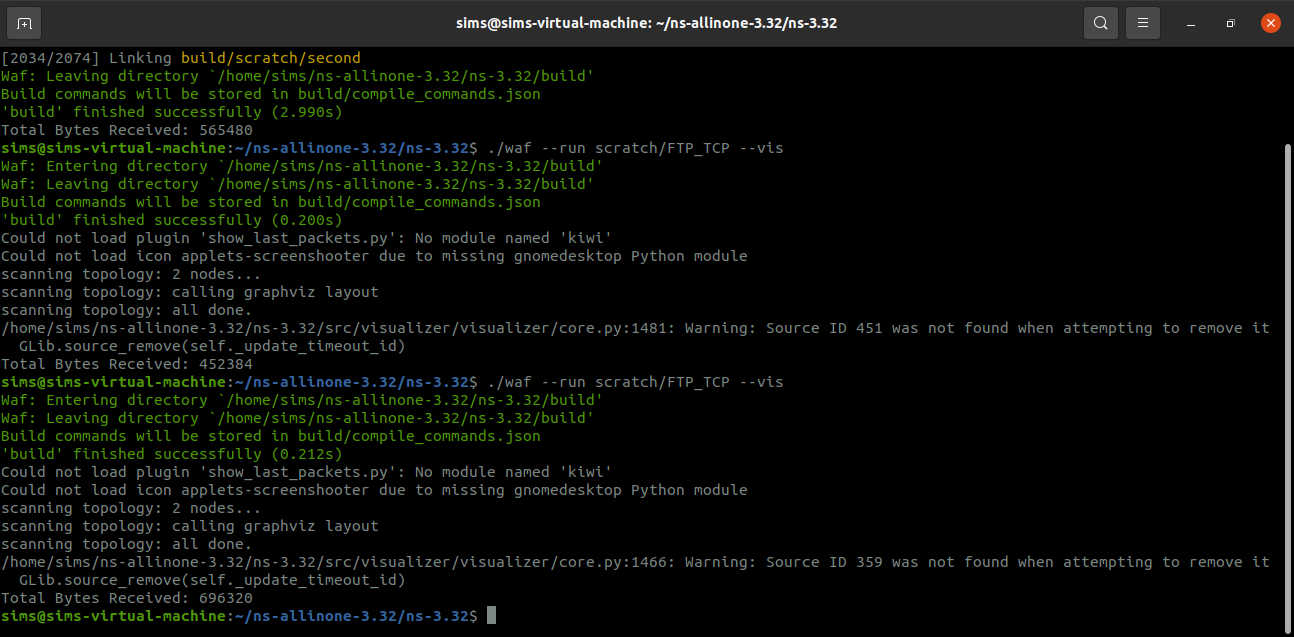 sims@sims-virtual-machine: ~/ns-allinone-3.32/ns-3.32
[2034/2074] Linking build/scratch/second
Waf: Leaving directory `/home/sims/ns-allinone-3.32/ns-3.32/build'
Build commands will be stored in build/compile_commands.json
'build' finished successfully (2.990s)
Total Bytes Received: 565480
sims@sims-virtual-machine:~/ns-allinone-3.32/ns-3.32$ ./waf --run scratch/FTP_TCP --vis
Waf: Entering directory `/home/sims/ns-allinone-3.32/ns-3.32/build'
Waf: Leaving directory `/home/sims/ns-allinone-3.32/ns-3.32/build'
Build commands will be stored in build/compile_commands.json
'build' finished successfully (0.200s)
Could not load plugin 'show_last_packets.py': No module named 'kiwi'
Could not load icon applets-screenshooter due to missing gnomedesktop Python module
scanning topology: 2 nodes...
scanning topology: calling graphviz layout
scanning topology: all done.
/home/sims/ns-allinone-3.32/ns-3.32/src/visualizer/visualizer/core.py:1481: Warning: Source ID 451 was not found when attempting to remove it
  GLib.source_remove(self._update_timeout_id)
Total Bytes Received: 452384
sims@sims-virtual-machine:~/ns-allinone-3.32/ns-3.32$ ./waf --run scratch/FTP_TCP --vis
Waf: Entering directory `/home/sims/ns-allinone-3.32/ns-3.32/build'
Waf: Leaving directory `/home/sims/ns-allinone-3.32/ns-3.32/build'
Build commands will be stored in build/compile_commands.json
'build' finished successfully (0.212s)
Could not load plugin 'show_last_packets.py': No module named 'kiwi'
Could not load icon applets-screenshooter due to missing gnomedesktop Python module
scanning topology: 2 nodes...
scanning topology: calling graphviz layout
scanning topology: all done.
/home/sims/ns-allinone-3.32/ns-3.32/src/visualizer/visualizer/core.py:1466: Warning: Source ID 359 was not found when attempting to remove it
  GLib.source_remove(self._update_timeout_id)
Total Bytes Received: 696320
sims@sims-virtual-machine:~/ns-allinone-3.32/ns-3.32$